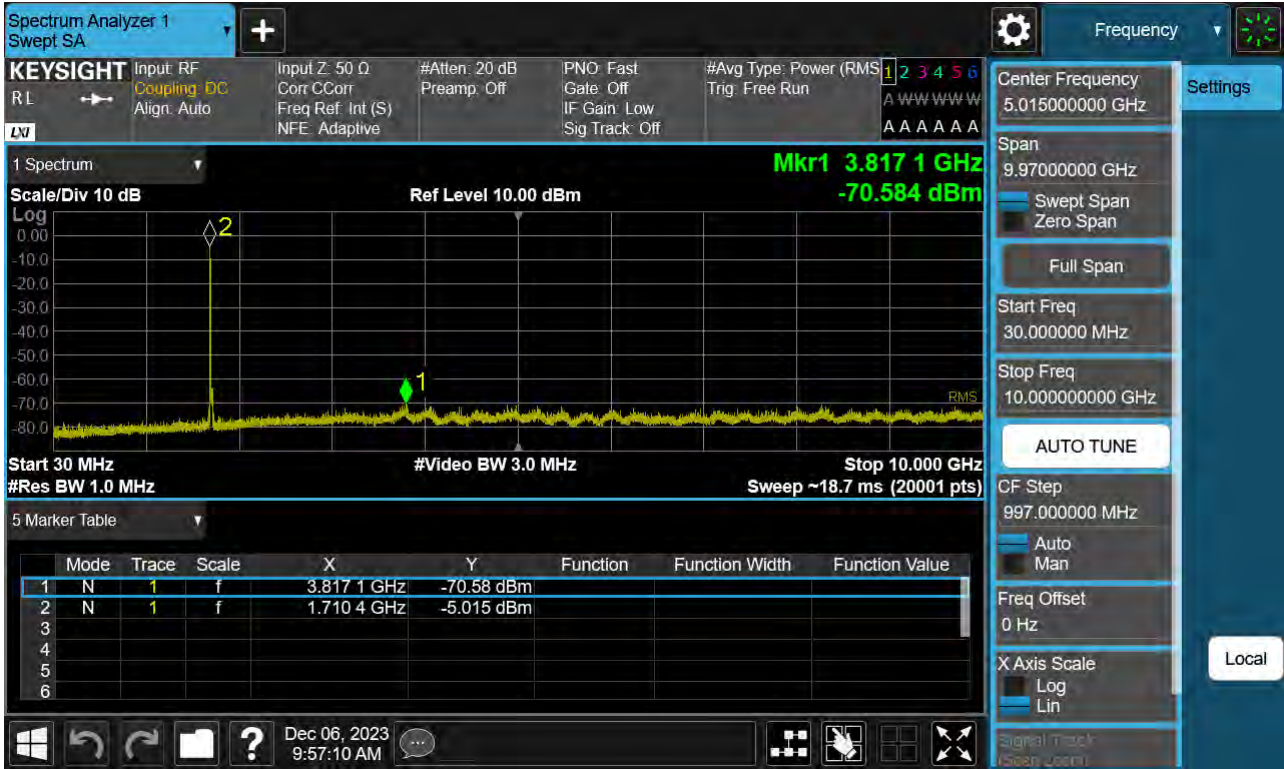 Spectrum Analyzer 1
Swept SA
Frequency
KEYSIGHT
RL
LXI
Input: RF
Coupling: DC
Align: Auto
Input Z: 50 Ω
Corr CCorr
Freq Ref: Int (S)
NFE: Adaptive
#Atten: 20 dB
Preamp: Off
PNO: Fast
Gate: Off
IF Gain: Low
Sig Track: Off
#Avg Type: Power (RMS
Trig: Free Run
1 2 3 4 5 6
A W W W W W
A A A A A A
1 Spectrum
Mkr1 3.817 1 GHz
-70.584 dBm
Scale/Div 10 dB
Ref Level 10.00 dBm
Log
0.00
-10.0
-20.0
-30.0
-40.0
-50.0
-60.0
-70.0
-80.0
2
1
RMS
Start 30 MHz
#Video BW 3.0 MHz
Stop 10.000 GHz
#Res BW 1.0 MHz
Sweep ~18.7 ms (20001 pts)
5 Marker Table
Mode Trace Scale X Y Function Function Width Function Value
1 N 1 f 3.817 1 GHz -70.58 dBm
2 N 1 f 1.710 4 GHz -5.015 dBm
3
4
5
6
Dec 06, 2023
9:57:10 AM
Center Frequency
5.015000000 GHz
Span
9.97000000 GHz
Swept Span
Zero Span
Full Span
Start Freq
30.000000 MHz
Stop Freq
10.000000000 GHz
AUTO TUNE
CF Step
997.000000 MHz
Auto
Man
Freq Offset
0 Hz
X Axis Scale
Log
Lin
Signal Track
(Span Zoom)
Settings
Local